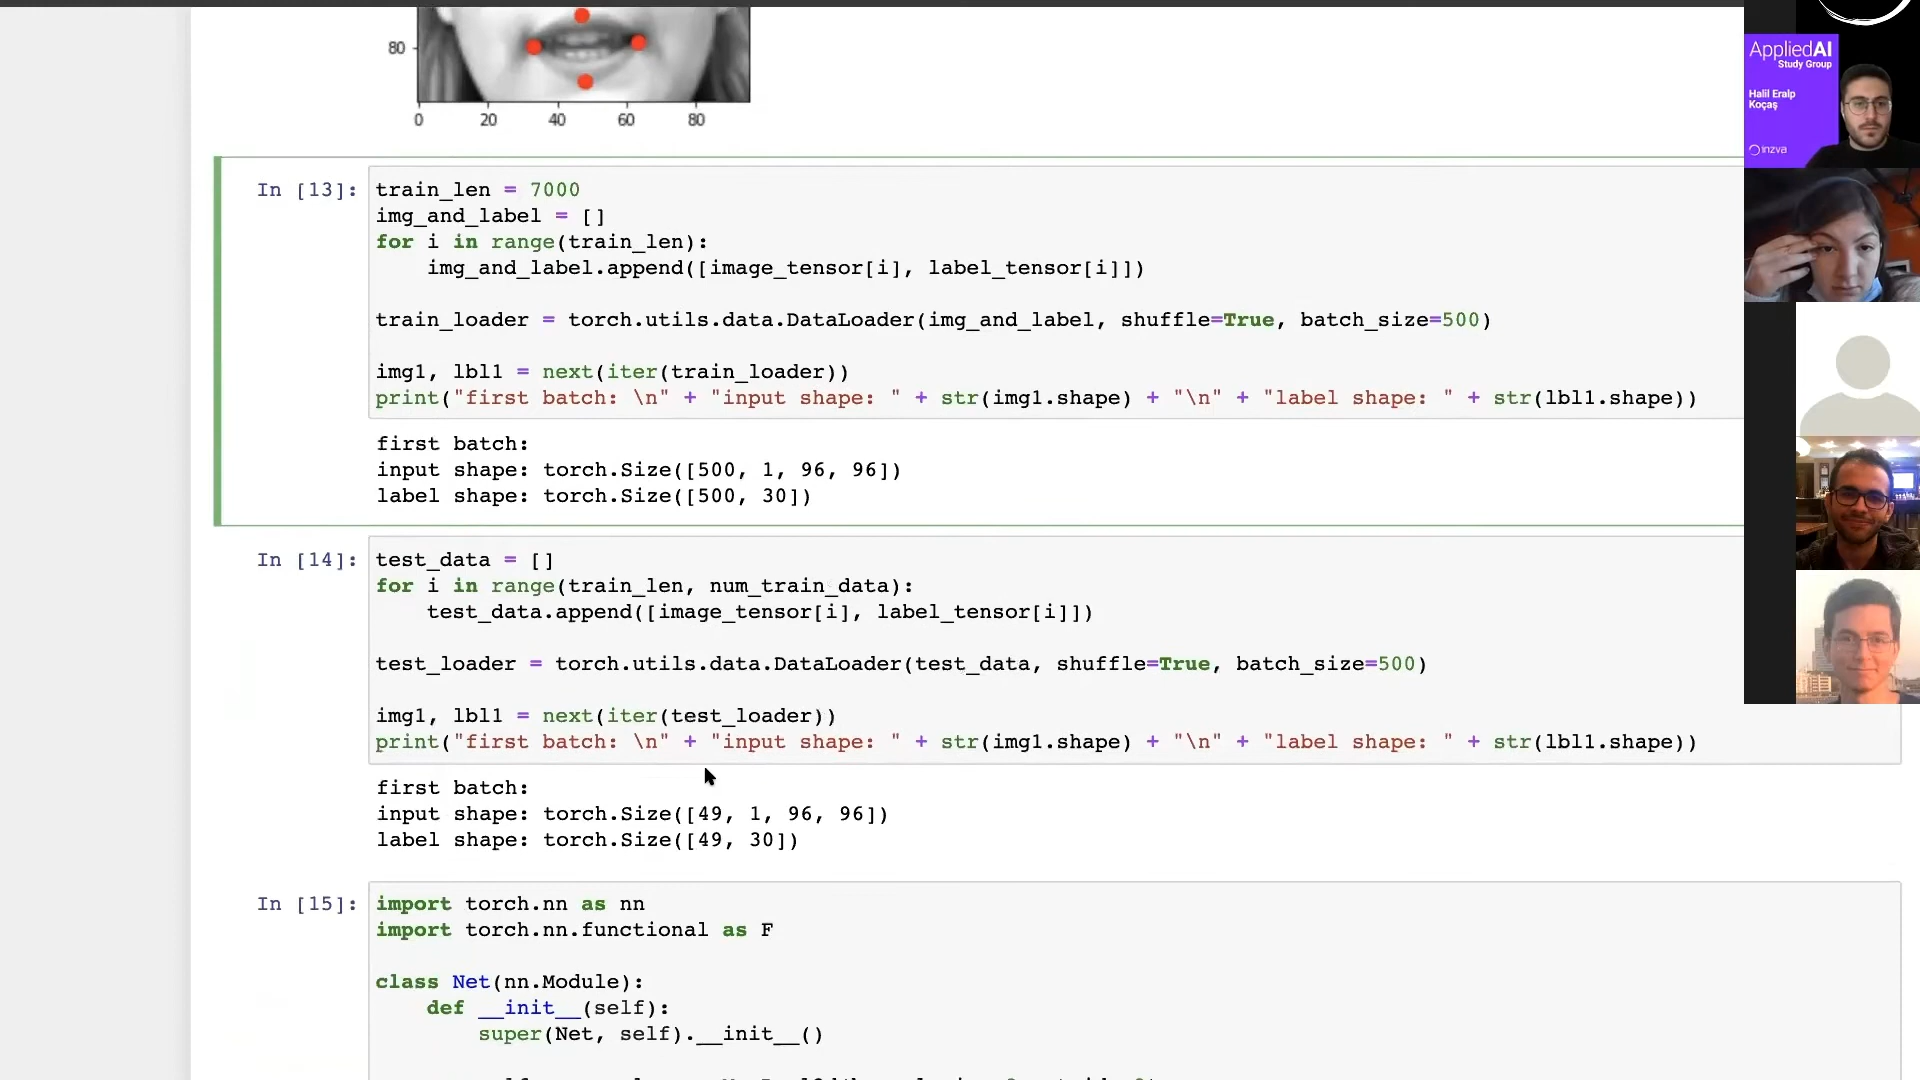 80
0 20 40 60 80
In [13]:
train_len = 7000
img_and_label = []
for i in range(train_len):
    img_and_label.append([image_tensor[i], label_tensor[i]])
train_loader = torch.utils.data.DataLoader(img_and_label, shuffle=True, batch_size=500)
img1, lbl1 = next(iter(train_loader))
print("first batch: \n" + "input shape: " + str(img1.shape) + "\n" + "label shape: " + str(lbl1.shape))
first batch:
input shape: torch.Size([500, 1, 96, 96])
label shape: torch.Size([500, 30])
In [14]:
test_data = []
for i in range(train_len, num_train_data):
    test_data.append([image_tensor[i], label_tensor[i]])
test_loader = torch.utils.data.DataLoader(test_data, shuffle=True, batch_size=500)
img1, lbl1 = next(iter(test_loader))
print("first batch: \n" + "input shape: " + str(img1.shape) + "\n" + "label shape: " + str(lbl1.shape))
first batch:
input shape: torch.Size([49, 1, 96, 96])
label shape: torch.Size([49, 30])
In [15]:
import torch.nn as nn
import torch.nn.functional as F
class Net(nn.Module):
    def __init__(self):
        super(Net, self).__init__()
AppliedAI
Study Group
Halil Eralp
Koçaş
inzva